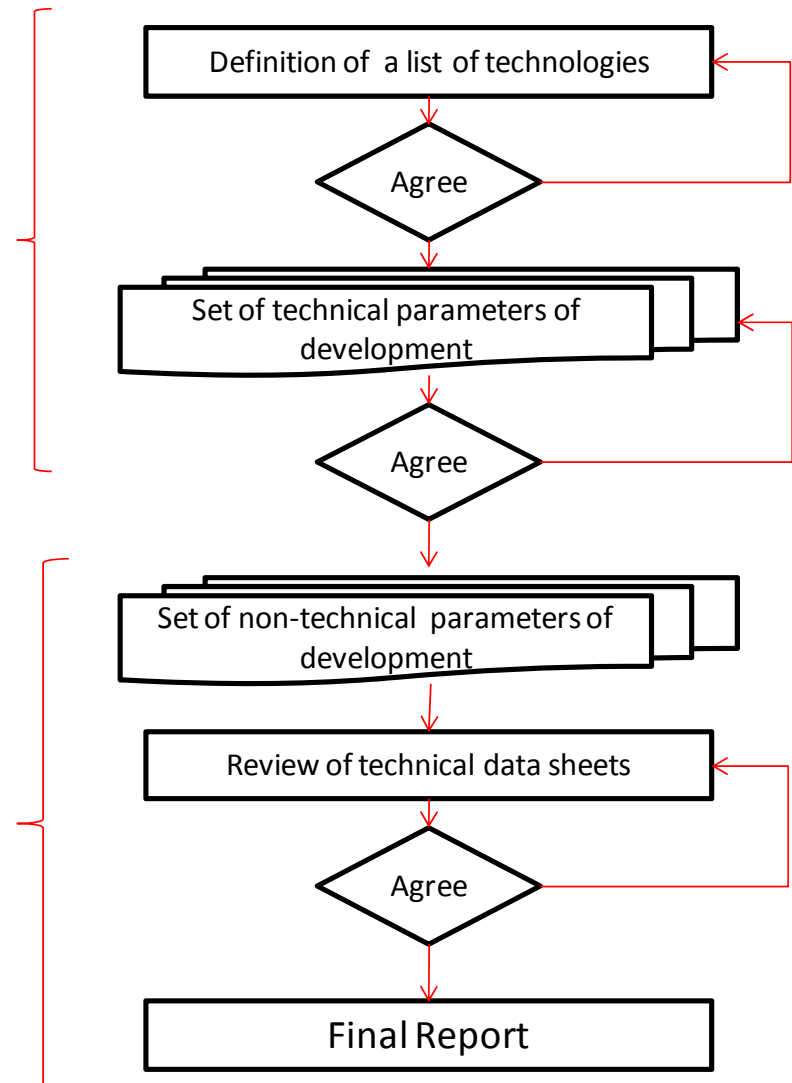 Definition of a list of technologies
Agree
Set of technical parameters of
development
Agree
Set of non-technical parameters of
development
Review of technical data sheets
Agree
Final Report